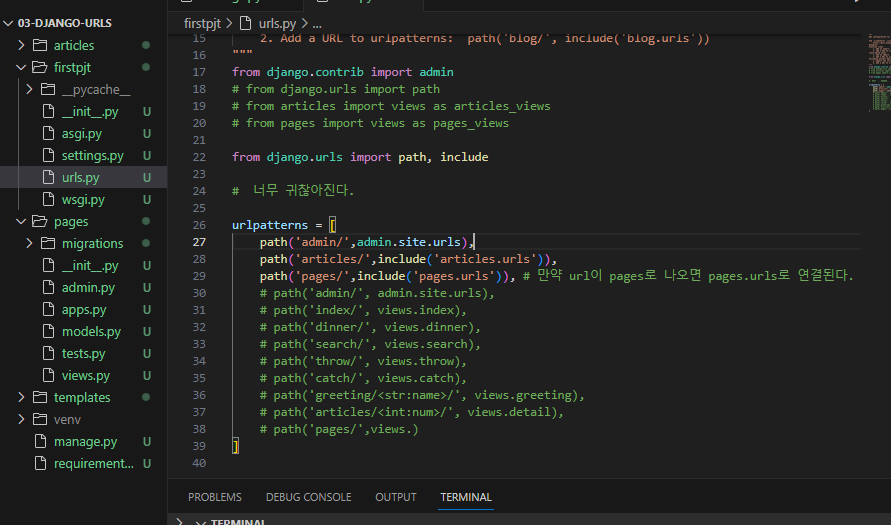 03-DJANGO-URLS
articles
firstpjt
__pycache__
__init__.py U
asgi.py U
settings.py U
urls.py U
wsgi.py U
pages
migrations
__init__.py U
admin.py U
apps.py U
models.py U
tests.py U
views.py U
templates
venv
manage.py U
requirement... U
firstpjt > urls.py > ...
15 2. Add a URL to urlpatterns: path('blog/', include('blog.urls'))
16 """
17 from django.contrib import admin
18 # from django.urls import path
19 # from articles import views as articles_views
20 # from pages import views as pages_views
21
22 from django.urls import path, include
23
24 # 너무 귀찮아진다.
25
26 urlpatterns = [
27 path('admin/',admin.site.urls),
28 path('articles/',include('articles.urls')),
29 path('pages/',include('pages.urls')), # 만약 url이 pages로 나오면 pages.urls로 연결된다.
30 # path('admin/', admin.site.urls),
31 # path('index/', views.index),
32 # path('dinner/', views.dinner),
33 # path('search/', views.search),
34 # path('throw/', views.throw),
35 # path('catch/', views.catch),
36 # path('greeting/<str:name>/', views.greeting),
37 # path('articles/<int:num>/', views.detail),
38 # path('pages/',views.)
39 ]
40
PROBLEMS DEBUG CONSOLE OUTPUT TERMINAL
TERMINAL